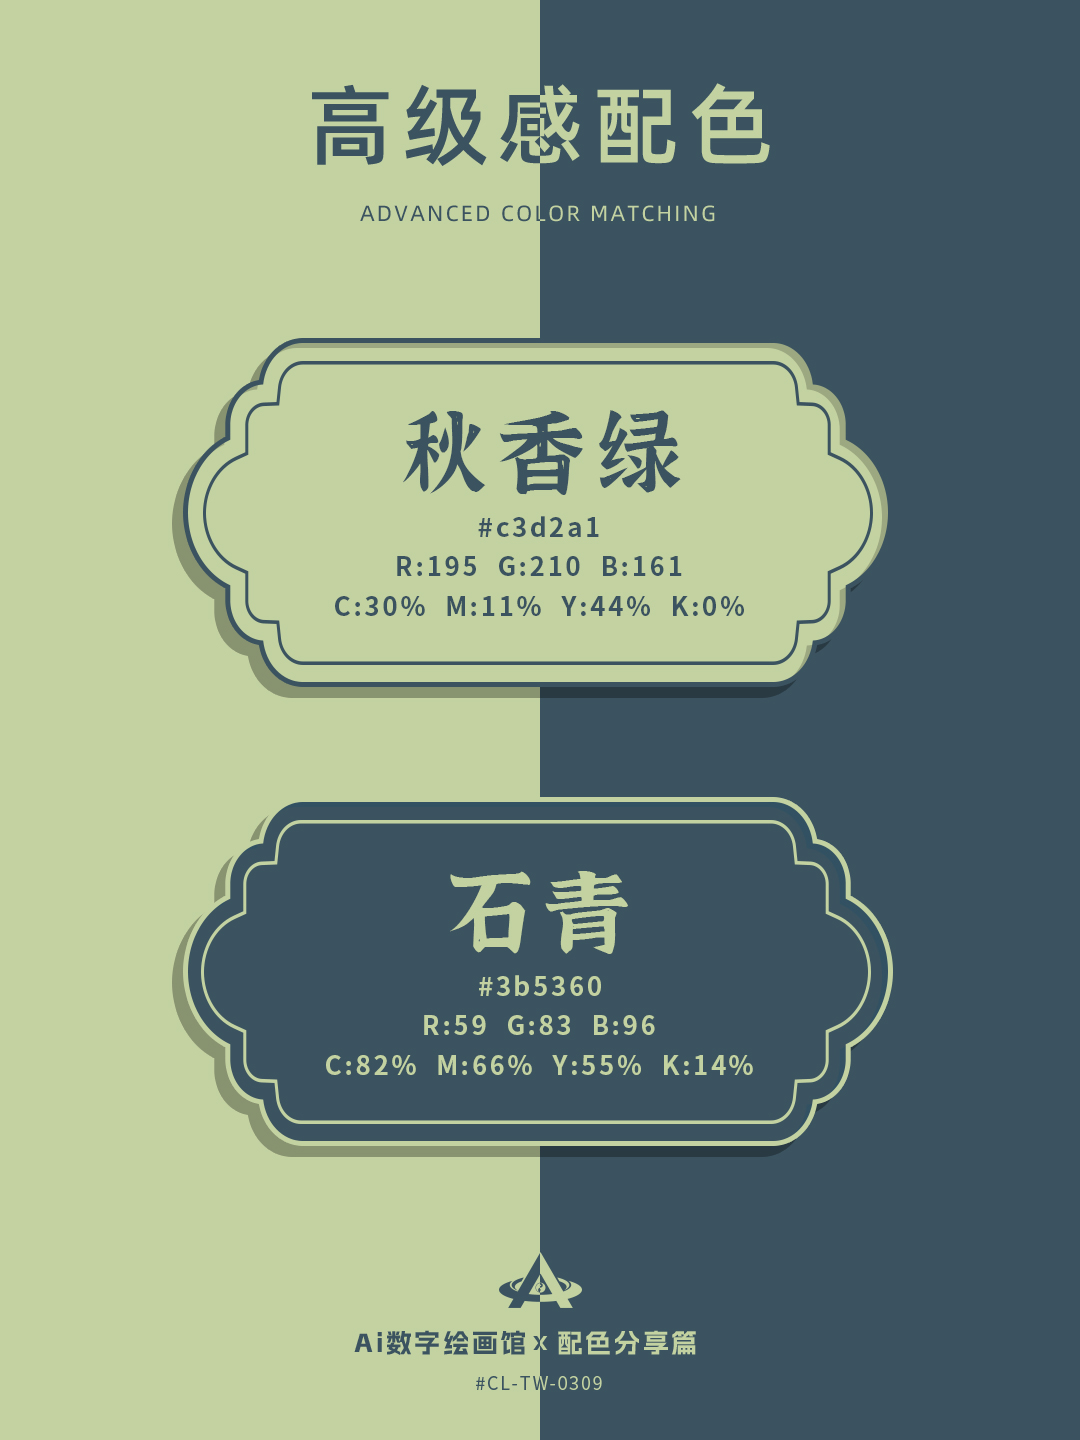 高级感配色
ADVANCED COLOR MATCHING
秋香绿
#c3d2a1
R:195 G:210 B:161
C:30% M:11% Y:44% K:0%
石青
#3b5360
R:59 G:83 B:96
C:82% M:66% Y:55% K:14%
Ai数字绘画馆 x 配色分享篇
#CL-TW-0309